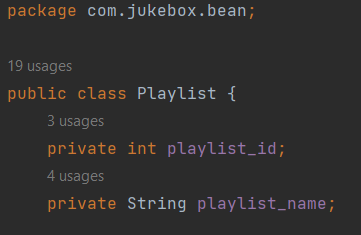 package com.jukebox.bean;
19 usages
public class Playlist {
3 usages
private int playlist_id;
4 usages
private String playlist_name;